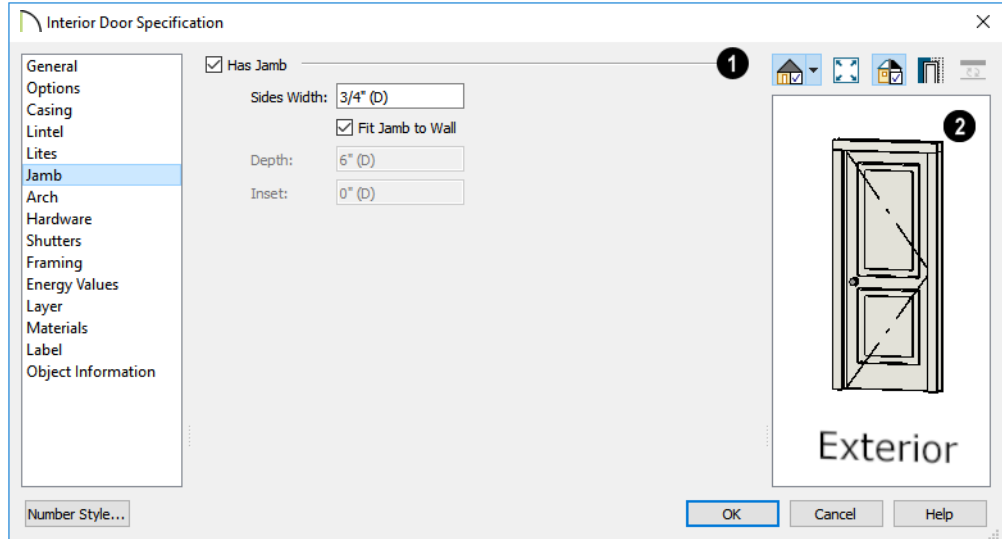 Interior Door Specification
General
Options
Casing
Lintel
Lites
Jamb
Arch
Hardware
Shutters
Framing
Energy Values
Layer
Materials
Label
Object Information
Has Jamb
1
Sides Width: 3/4" (D)
Fit Jamb to Wall
Depth: 6" (D)
Inset: 0" (D)
2
Exterior
Number Style...
OK
Cancel
Help